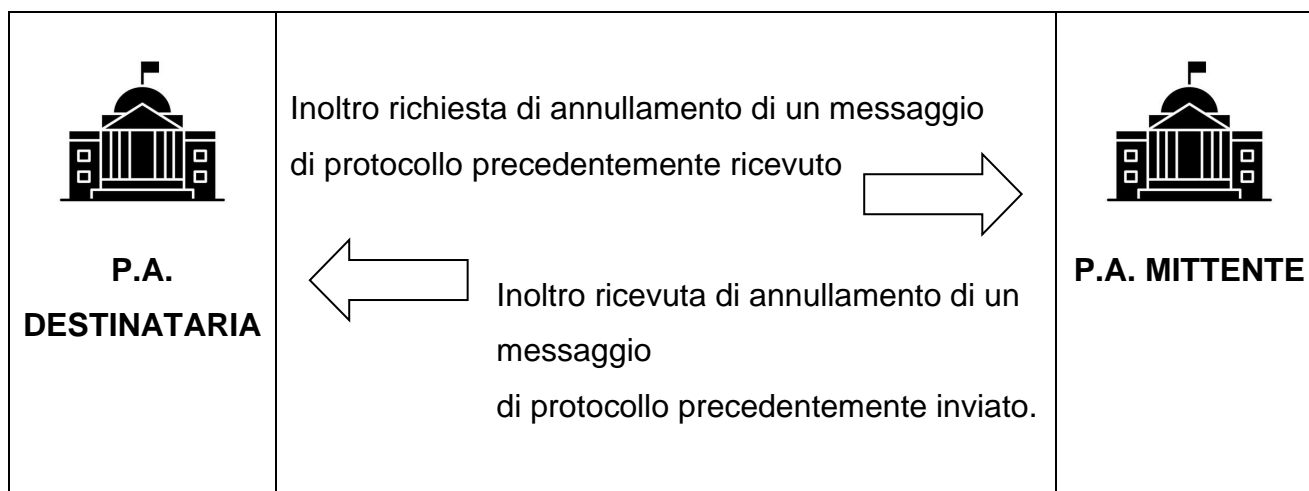 P.A.
DESTINATARIA
Inoltro richiesta di annullamento di un messaggio
di protocollo precedentemente ricevuto
Inoltro ricevuta di annullamento di un
messaggio
di protocollo precedentemente inviato.
P.A. MITTENTE